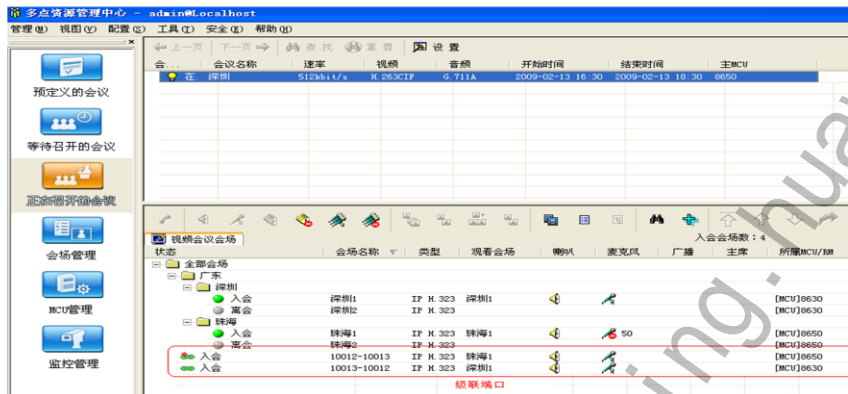 多点资源管理中心 - admin@Localhost
管理(M) 视图(V) 配置(S) 工具(T) 安全(E) 帮助(H)
上一页 下一页 查找 重置 设置
会... 会议名称 速率 视频 音频 开始时间 结束时间 主MCU
在. 深圳 512kbit/s H.263CIF G.711A 2009-02-13 16:30 2009-02-13 18:30 8650
预定义的会议
等待召开的会议
正在召开的会议
会场管理
MCU管理
监控管理
入会会场数:4
视频会议会场
状态 会场名称 类型 观看会场 喇叭 麦克风 广播 主席 所属MCU/RM
全部会场
广东
深圳
入会 深圳1 IP H.323 深圳1 [MCU]8630
离会 深圳2 IP H.323 [MCU]8630
珠海
入会 珠海1 IP H.323 珠海1 50 [MCU]8650
离会 珠海2 IP H.323 [MCU]8650
入会 10012-10013 IP H.323 珠海1 [MCU]8650
入会 10013-10012 IP H.323 深圳1 [MCU]8630
级联端口